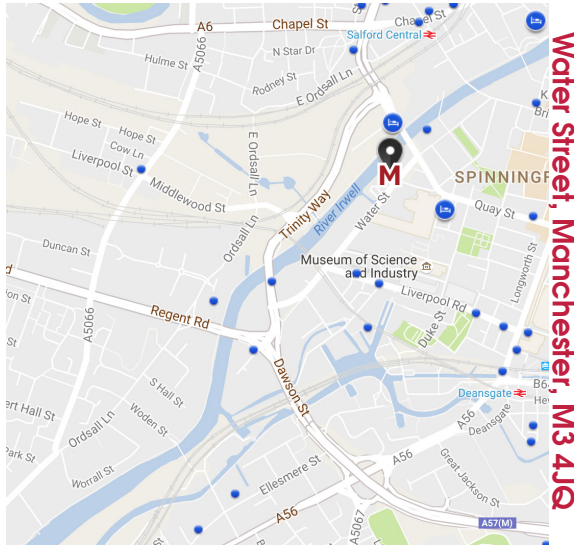 A6
Chapel St
Chapel St
Salford Central
N Star Dr
Hulme St
A5066
Rodney St
E Ordsall Ln
Hope St
Hope St
Cow Ln
Liverpool St
E Ordsall Ln
Middlewood St
M
SPINNINGF
Trinity Way
River Irwell
Water St
Quay St
Ordsall Ln
Duncan St
Museum of Science
and Industry
Longworth St
Liverpool Rd
Regent Rd
A5066
Duke St
Dawson St
S Hall St
Deansgate
Woden St
Ordsall Ln
A56
Deansgate
Park St
Worrall St
Ellesmere St
Great Jackson St
A56
A5067
A57(M)
Water Street, Manchester, M3 4JQ